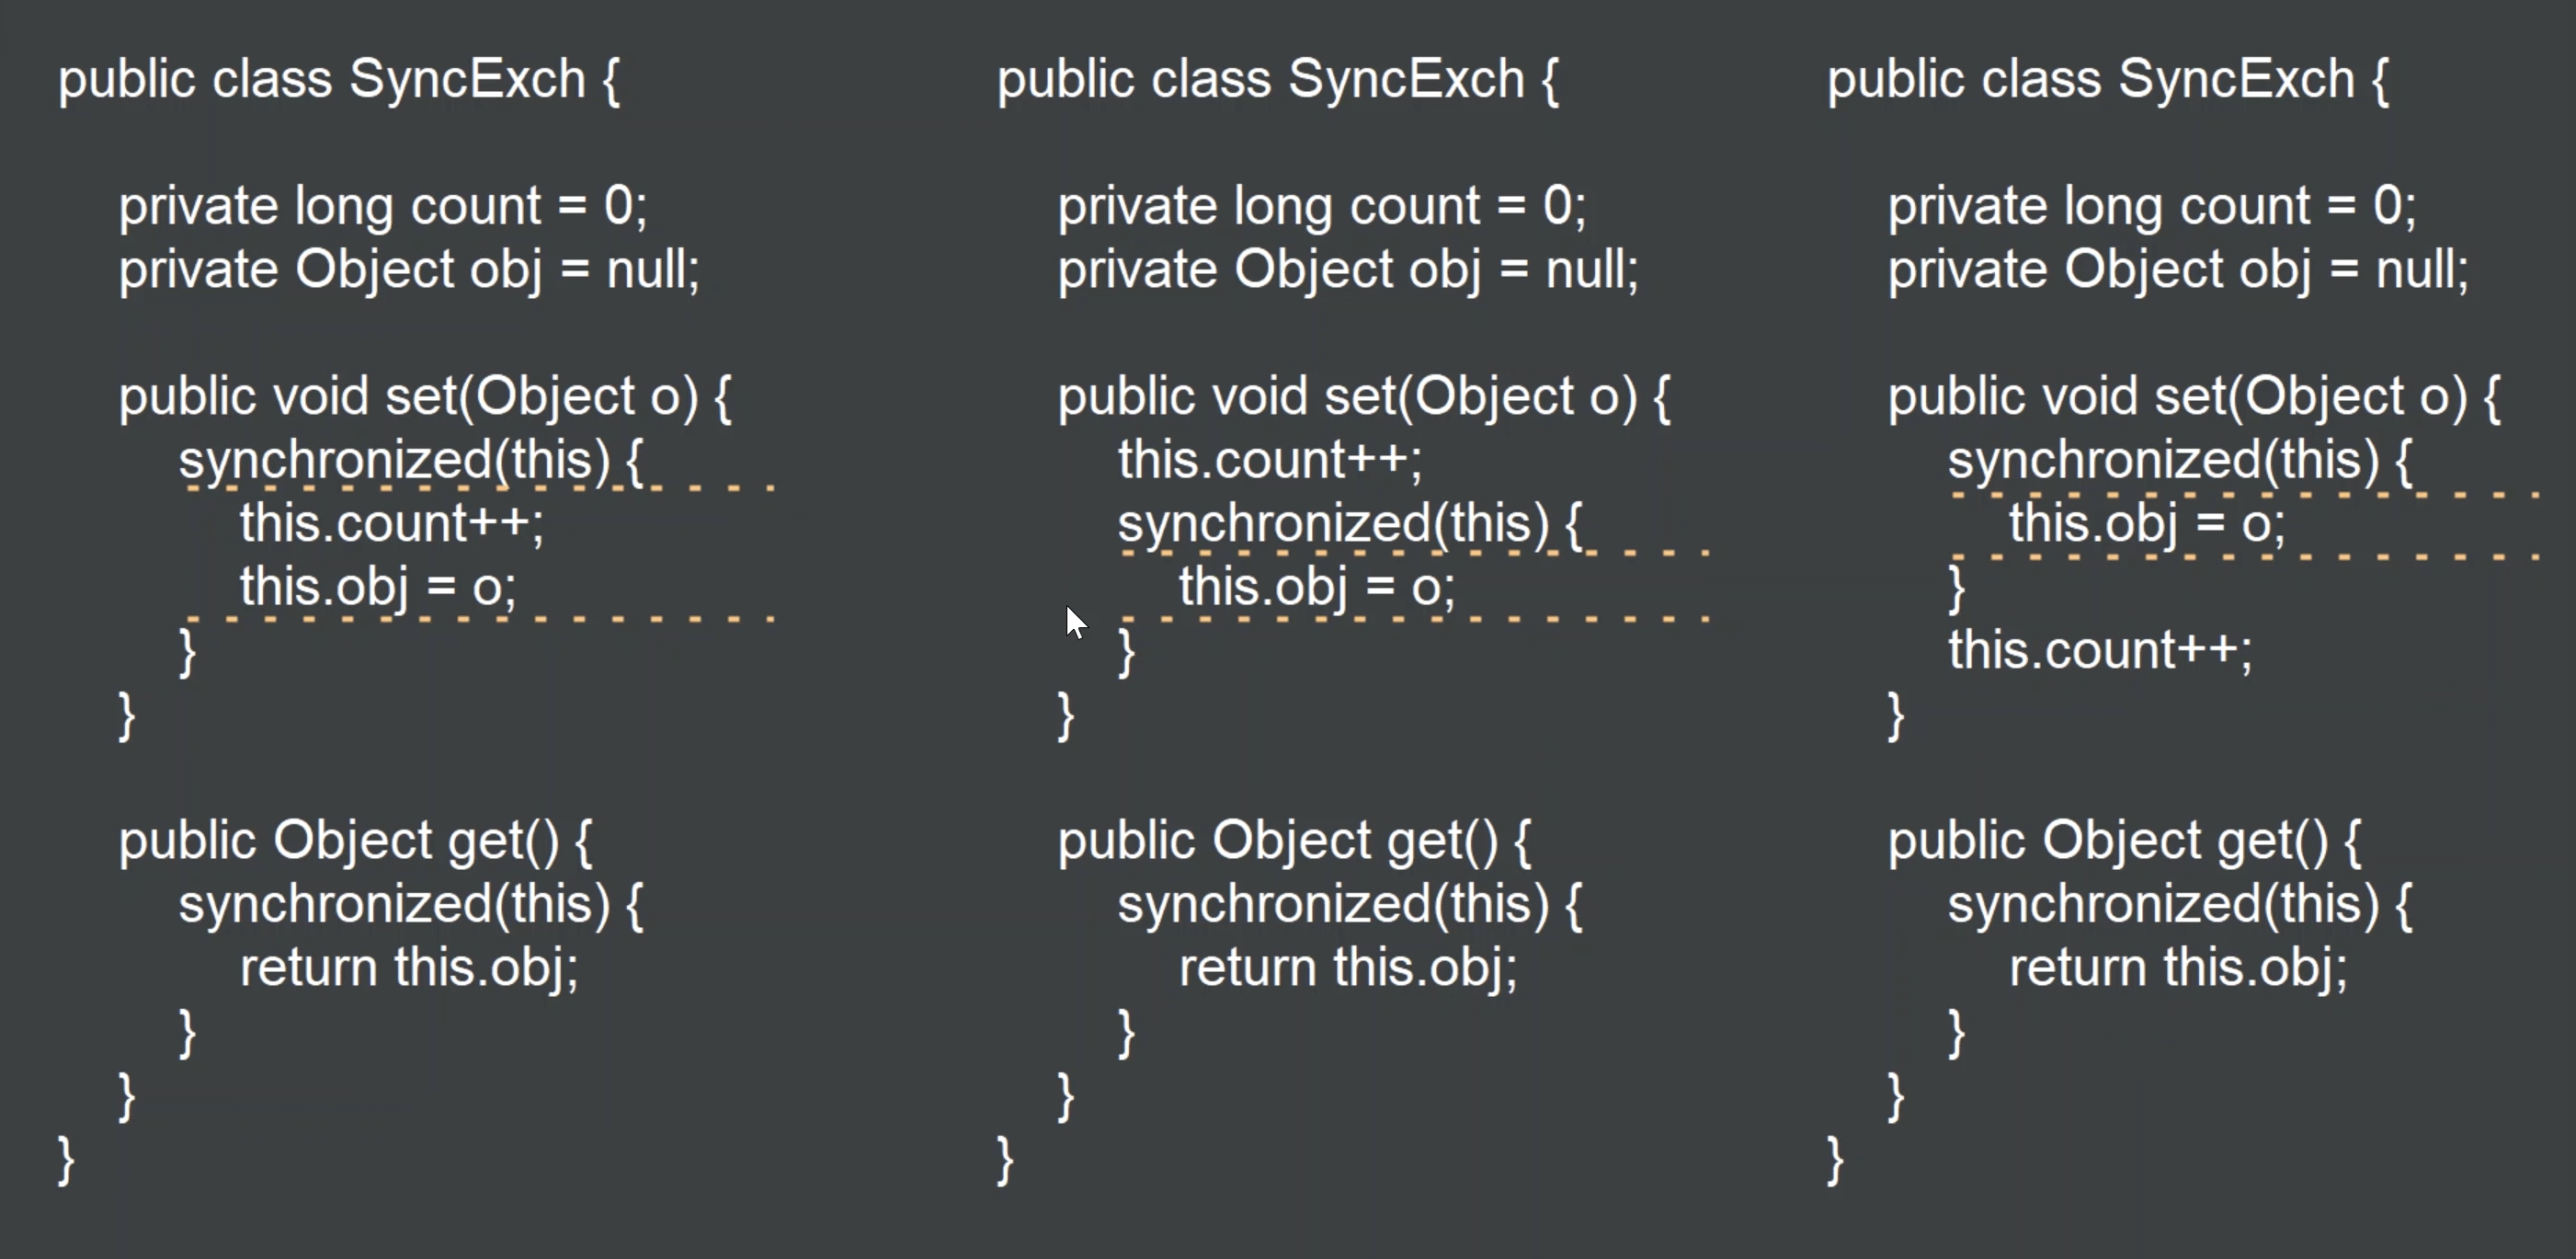 public class SyncExch {
private long count = 0;
private Object obj = null;
public void set(Object o) {
synchronized(this) {
this.count++;
this.obj = o;
}
}
public Object get() {
synchronized(this) {
return this.obj;
}
}
}
public class SyncExch {
private long count = 0;
private Object obj = null;
public void set(Object o) {
this.count++;
synchronized(this) {
this.obj = o;
}
}
public Object get() {
synchronized(this) {
return this.obj;
}
}
}
public class SyncExch {
private long count = 0;
private Object obj = null;
public void set(Object o) {
synchronized(this) {
this.obj = o;
}
this.count++;
}
public Object get() {
synchronized(this) {
return this.obj;
}
}
}